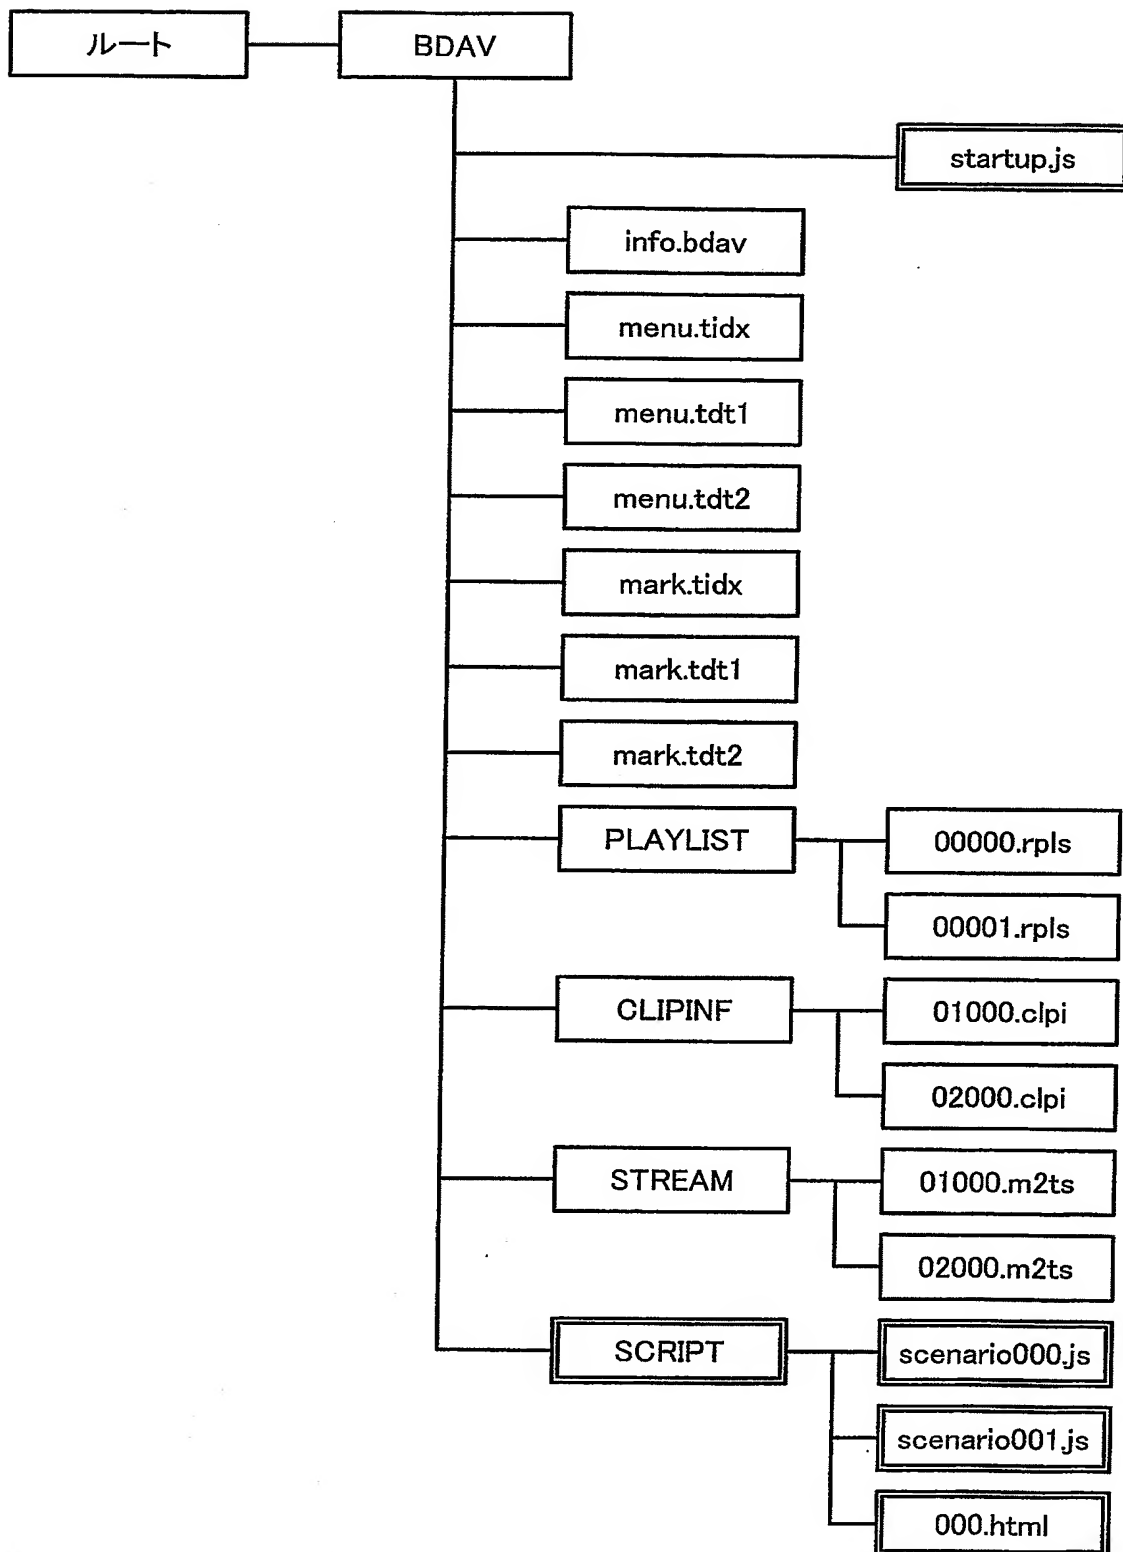 ルート
BDAV
startup.js
info.bdav
menu.tidx
menu.tdt1
menu.tdt2
mark.tidx
mark.tdt1
mark.tdt2
PLAYLIST
00000.rpls
00001.rpls
CLIPINF
01000.clpi
02000.clpi
STREAM
01000.m2ts
02000.m2ts
SCRIPT
scenario000.js
scenario001.js
000.html